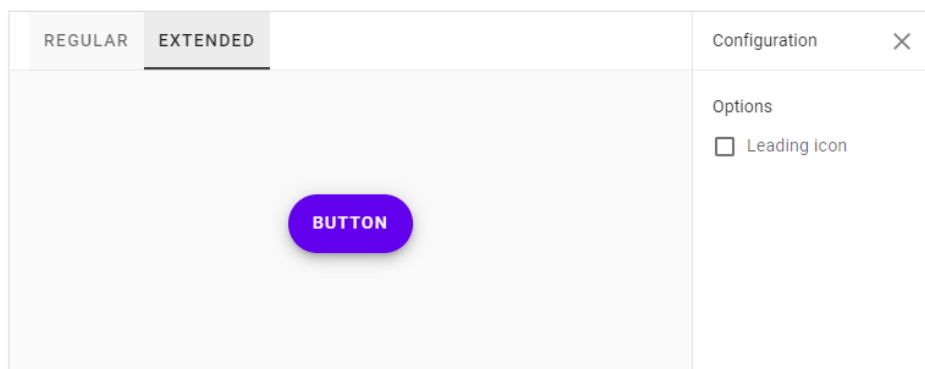 REGULAR EXTENDED
Configuration
Options
Leading icon
BUTTON